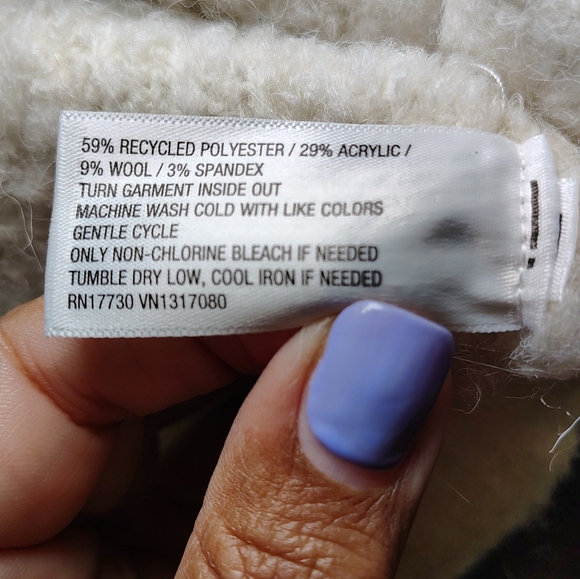 59% RECYCLED POLYESTER / 29% ACRYLIC /
9% WOOL / 3% SPANDEX
TURN GARMENT INSIDE OUT
MACHINE WASH COLD WITH LIKE COLORS
GENTLE CYCLE
ONLY NON-CHLORINE BLEACH IF NEEDED
TUMBLE DRY LOW, COOL IRON IF NEEDED
RN17730 VN1317080